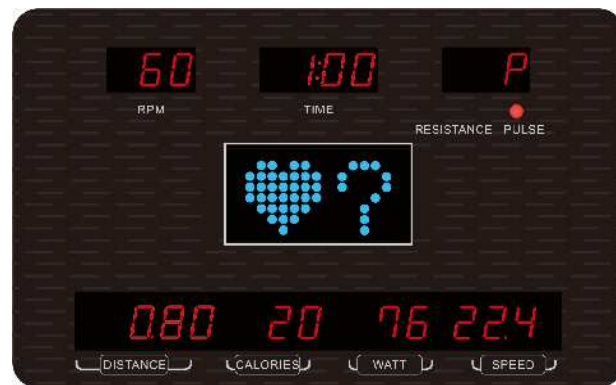 60 1:00 P
RPM TIME
RESISTANCE PULSE
?
0.80 20 76 22.4
DISTANCE CALORIES WATT SPEED